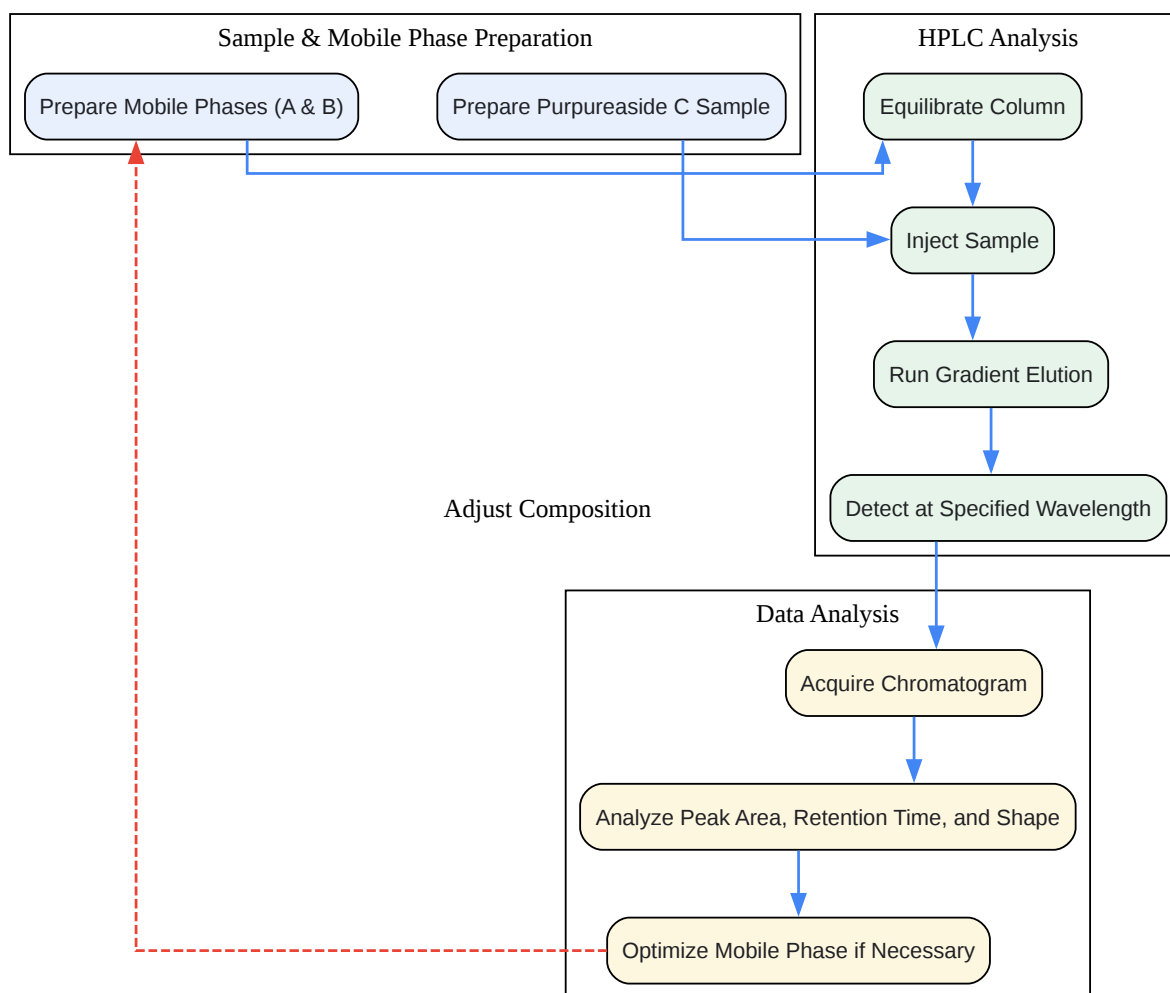 Sample & Mobile Phase Preparation
Prepare Mobile Phases (A & B)
Prepare Purpureaside C Sample
HPLC Analysis
Equilibrate Column
Inject Sample
Run Gradient Elution
Detect at Specified Wavelength
Adjust Composition
Data Analysis
Acquire Chromatogram
Analyze Peak Area, Retention Time, and Shape
Optimize Mobile Phase if Necessary